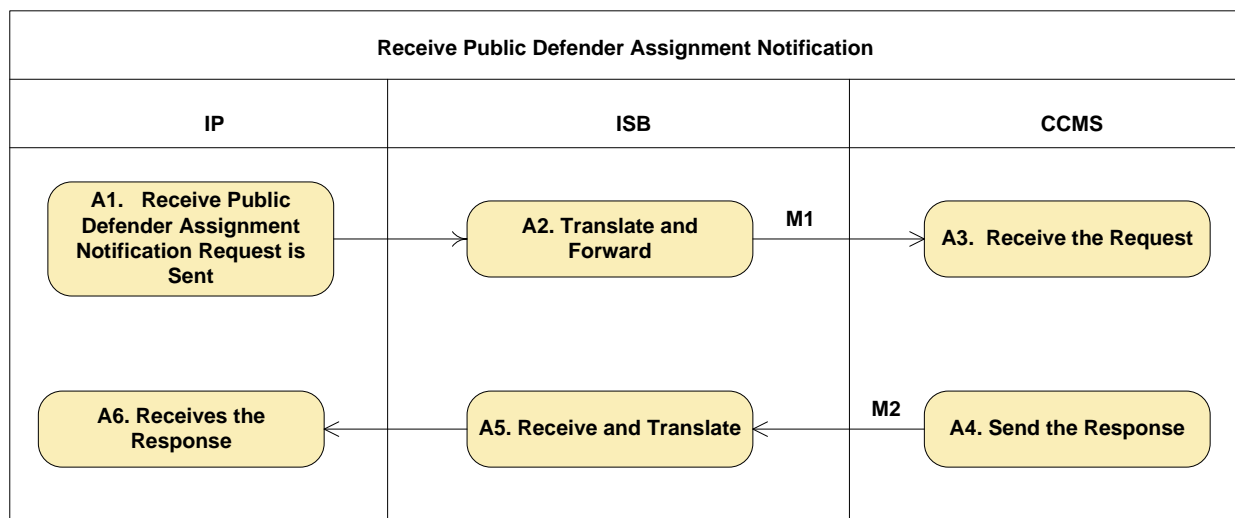 Receive Public Defender Assignment Notification
IP
ISB
CCMS
A1. Receive Public
Defender Assignment
Notification Request is
Sent
A2. Translate and
Forward
M1
A3. Receive the Request
A6. Receives the
Response
A5. Receive and Translate
M2
A4. Send the Response